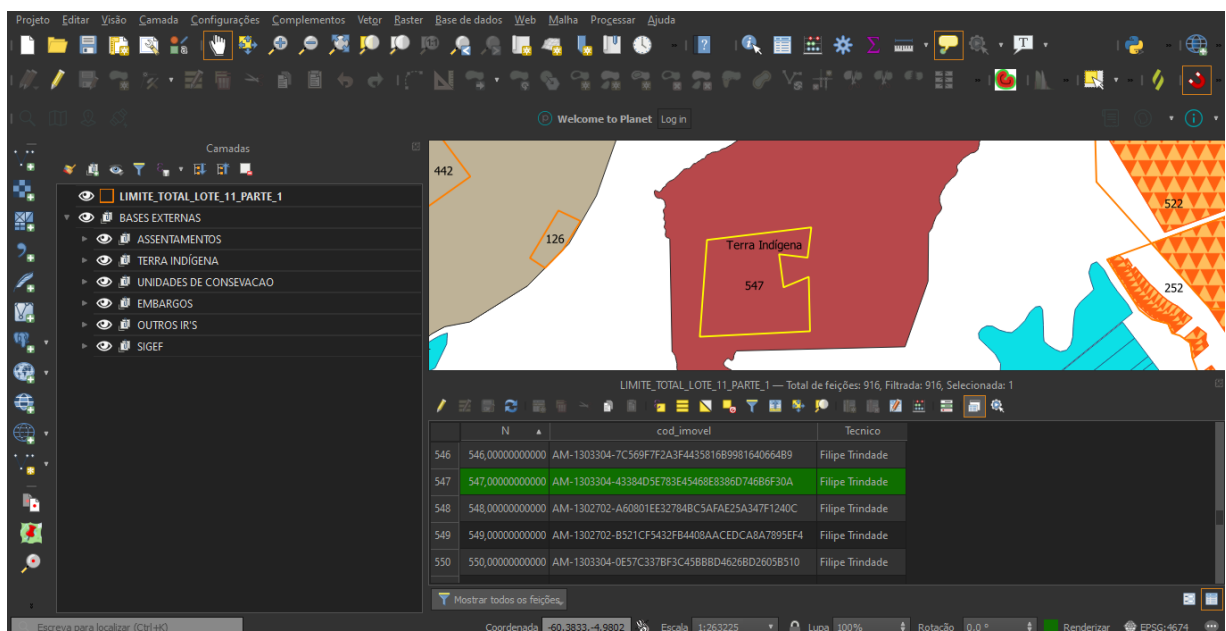 Projeto Editar Visão Camada Configurações Complementos Vetor Raster Base de dados Web Malha Processar Ajuda
Welcome to Planet Log in
Camadas
LIMITE_TOTAL_LOTE_11_PARTE_1
BASES EXTERNAS
ASSENTAMENTOS
TERRA INDÍGENA
UNIDADES DE CONSEVACAO
EMBARGOS
OUTROS IR'S
SIGEF
442
126
Terra Indígena
547
522
252
LIMITE_TOTAL_LOTE_11_PARTE_1 — Total de feições: 916, Filtrada: 916, Selecionada: 1
N cod_imovel Tecnico
546 546,00000000000 AM-1303304-7C569F7F2A3F4435816B9981640664B9 Filipe Trindade
547 547,00000000000 AM-1303304-43384D5E783E45468E8386D746B6F30A Filipe Trindade
548 548,00000000000 AM-1302702-A60801EE32784BC5AFAE25A347F1240C Filipe Trindade
549 549,00000000000 AM-1302702-B521CF5432FB4408AACEDCA8A7895EF4 Filipe Trindade
550 550,00000000000 AM-1303304-0E57C337BF3C45BBBD4626BD2605B510 Filipe Trindade
Mostrar todos os feições
Escreva para localizar (Ctrl+K) Coordenada -60.3833,-4.9802 Escala 1:263225 Lupa 100% Rotação 0.0 ° Renderizar EPSG:4674